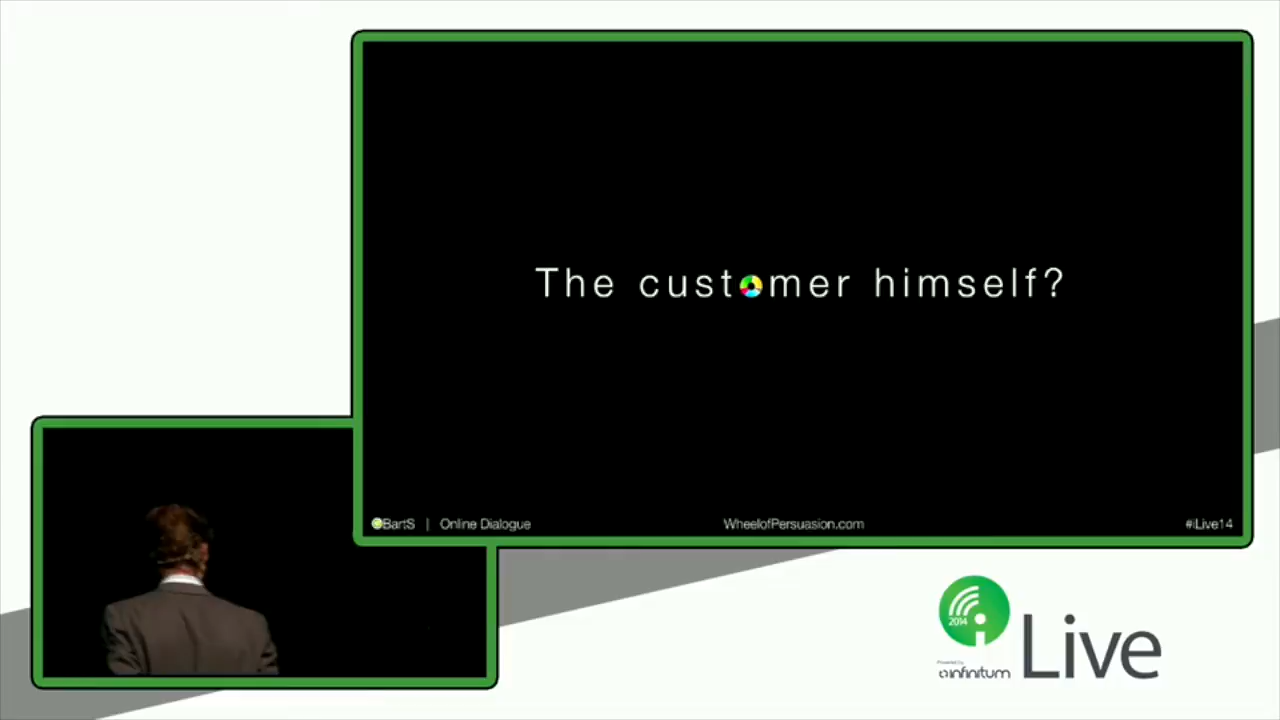 The customer himself?
@BartS | Online Dialogue
WheelofPersuasion.com
#iLive14
2014
Powered by
infinitum
Live